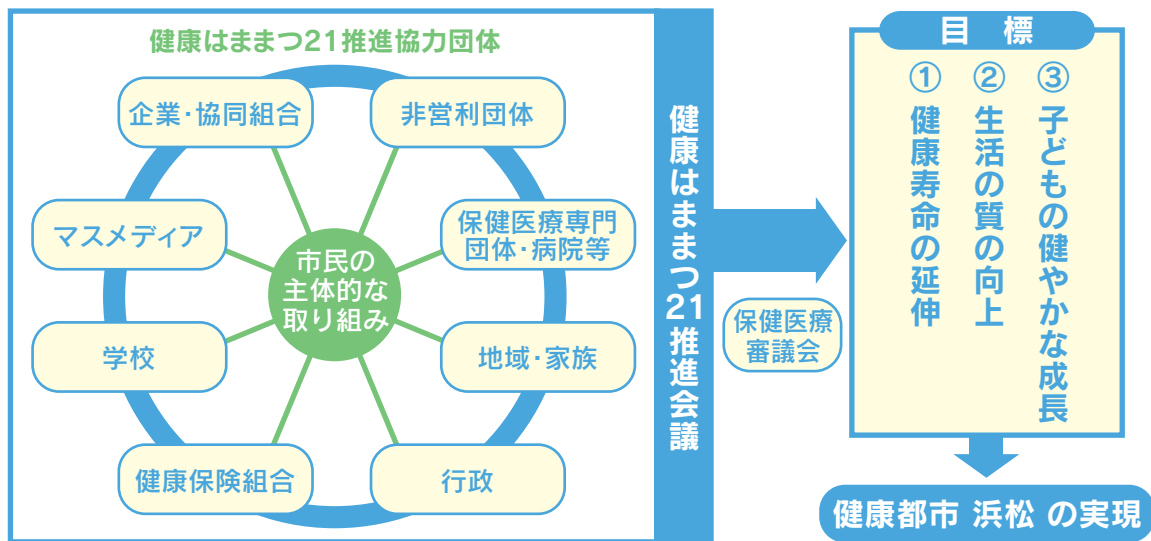 健康はままつ21推進協力団体
企業・協同組合
非営利団体
マスメディア
保健医療専門
団体・病院等
市民の
主体的な
取り組み
学校
地域・家族
健康保険組合
行政
健康はままつ21推進会議
保健医療
審議会
目 標
① 健康寿命の延伸
② 生活の質の向上
③ 子どもの健やかな成長
健康都市 浜松 の実現